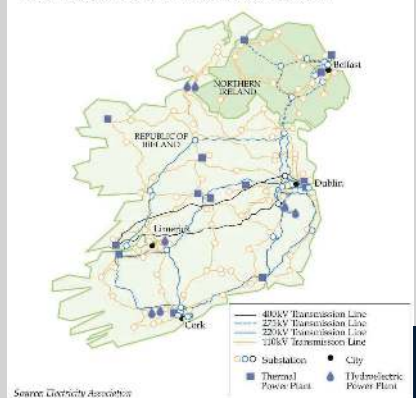 Belfast
NORTHERN
IRELAND
REPUBLIC OF
IRELAND
Dublin
Limerick
Cork
400kV Transmission Line
275kV Transmission Line
220kV Transmission Line
110kV Transmission Line
Substation
City
Thermal
Power Plant
Hydroelectric
Power Plant
Source: Electricity Association